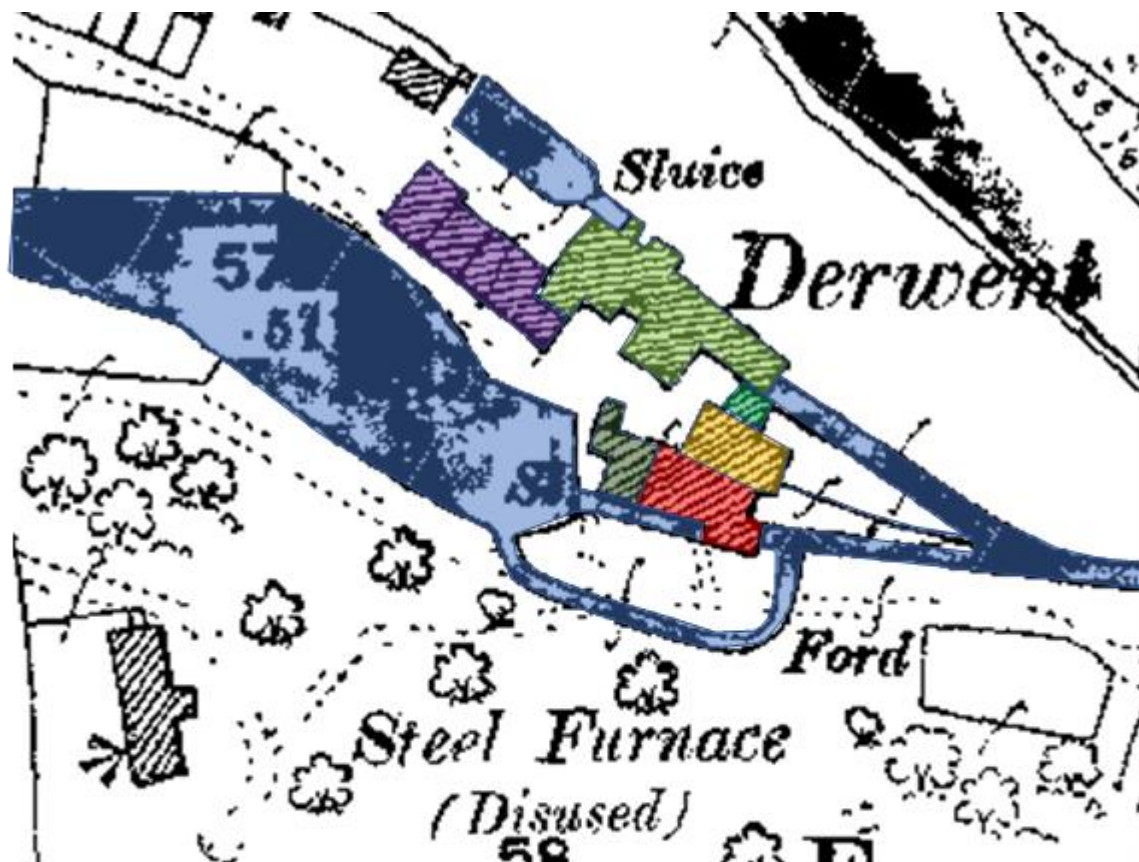 Sluice
Derwent
57
.51
Ford
Steel Furnace
(Disused)
58